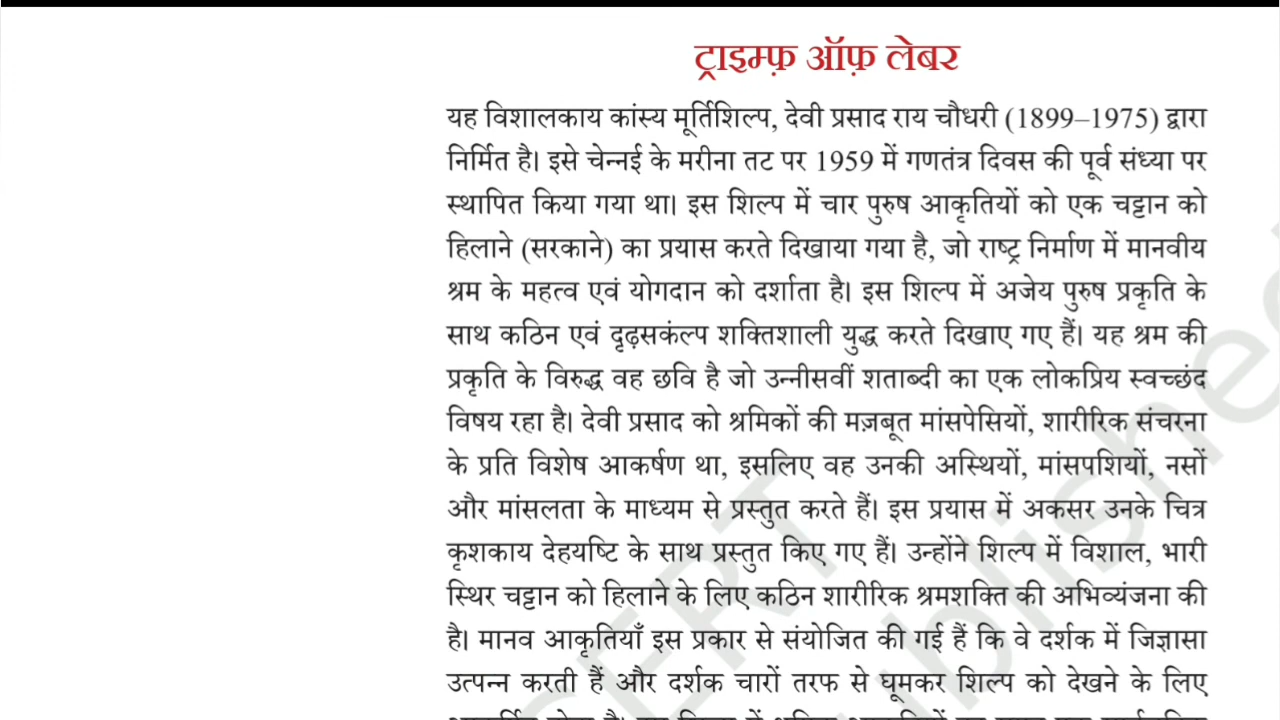 ट्राइम्फ़ ऑफ़ लेबर
यह विशालकाय कांस्य मूर्तिशिल्प, देवी प्रसाद राय चौधरी (1899–1975) द्वारा
निर्मित है। इसे चेन्नई के मरीना तट पर 1959 में गणतंत्र दिवस की पूर्व संध्या पर
स्थापित किया गया था। इस शिल्प में चार पुरुष आकृतियों को एक चट्टान को
हिलाने (सरकाने) का प्रयास करते दिखाया गया है, जो राष्ट्र निर्माण में मानवीय
श्रम के महत्व एवं योगदान को दर्शाता है। इस शिल्प में अजेय पुरुष प्रकृति के
साथ कठिन एवं दृढ़सकंल्प शक्तिशाली युद्ध करते दिखाए गए हैं। यह श्रम की
प्रकृति के विरुद्ध वह छवि है जो उन्नीसवीं शताब्दी का एक लोकप्रिय स्वच्छंद
विषय रहा है। देवी प्रसाद को श्रमिकों की मज़बूत मांसपेसियों, शारीरिक संचरना
के प्रति विशेष आकर्षण था, इसलिए वह उनकी अस्थियों, मांसपशियों, नसों
और मांसलता के माध्यम से प्रस्तुत करते हैं। इस प्रयास में अकसर उनके चित्र
कृशकाय देहयष्टि के साथ प्रस्तुत किए गए हैं। उन्होंने शिल्प में विशाल, भारी
स्थिर चट्टान को हिलाने के लिए कठिन शारीरिक श्रमशक्ति की अभिव्यंजना की
है। मानव आकृतियाँ इस प्रकार से संयोजित की गई हैं कि वे दर्शक में जिज्ञासा
उत्पन्न करती हैं और दर्शक चारों तरफ से घूमकर शिल्प को देखने के लिए